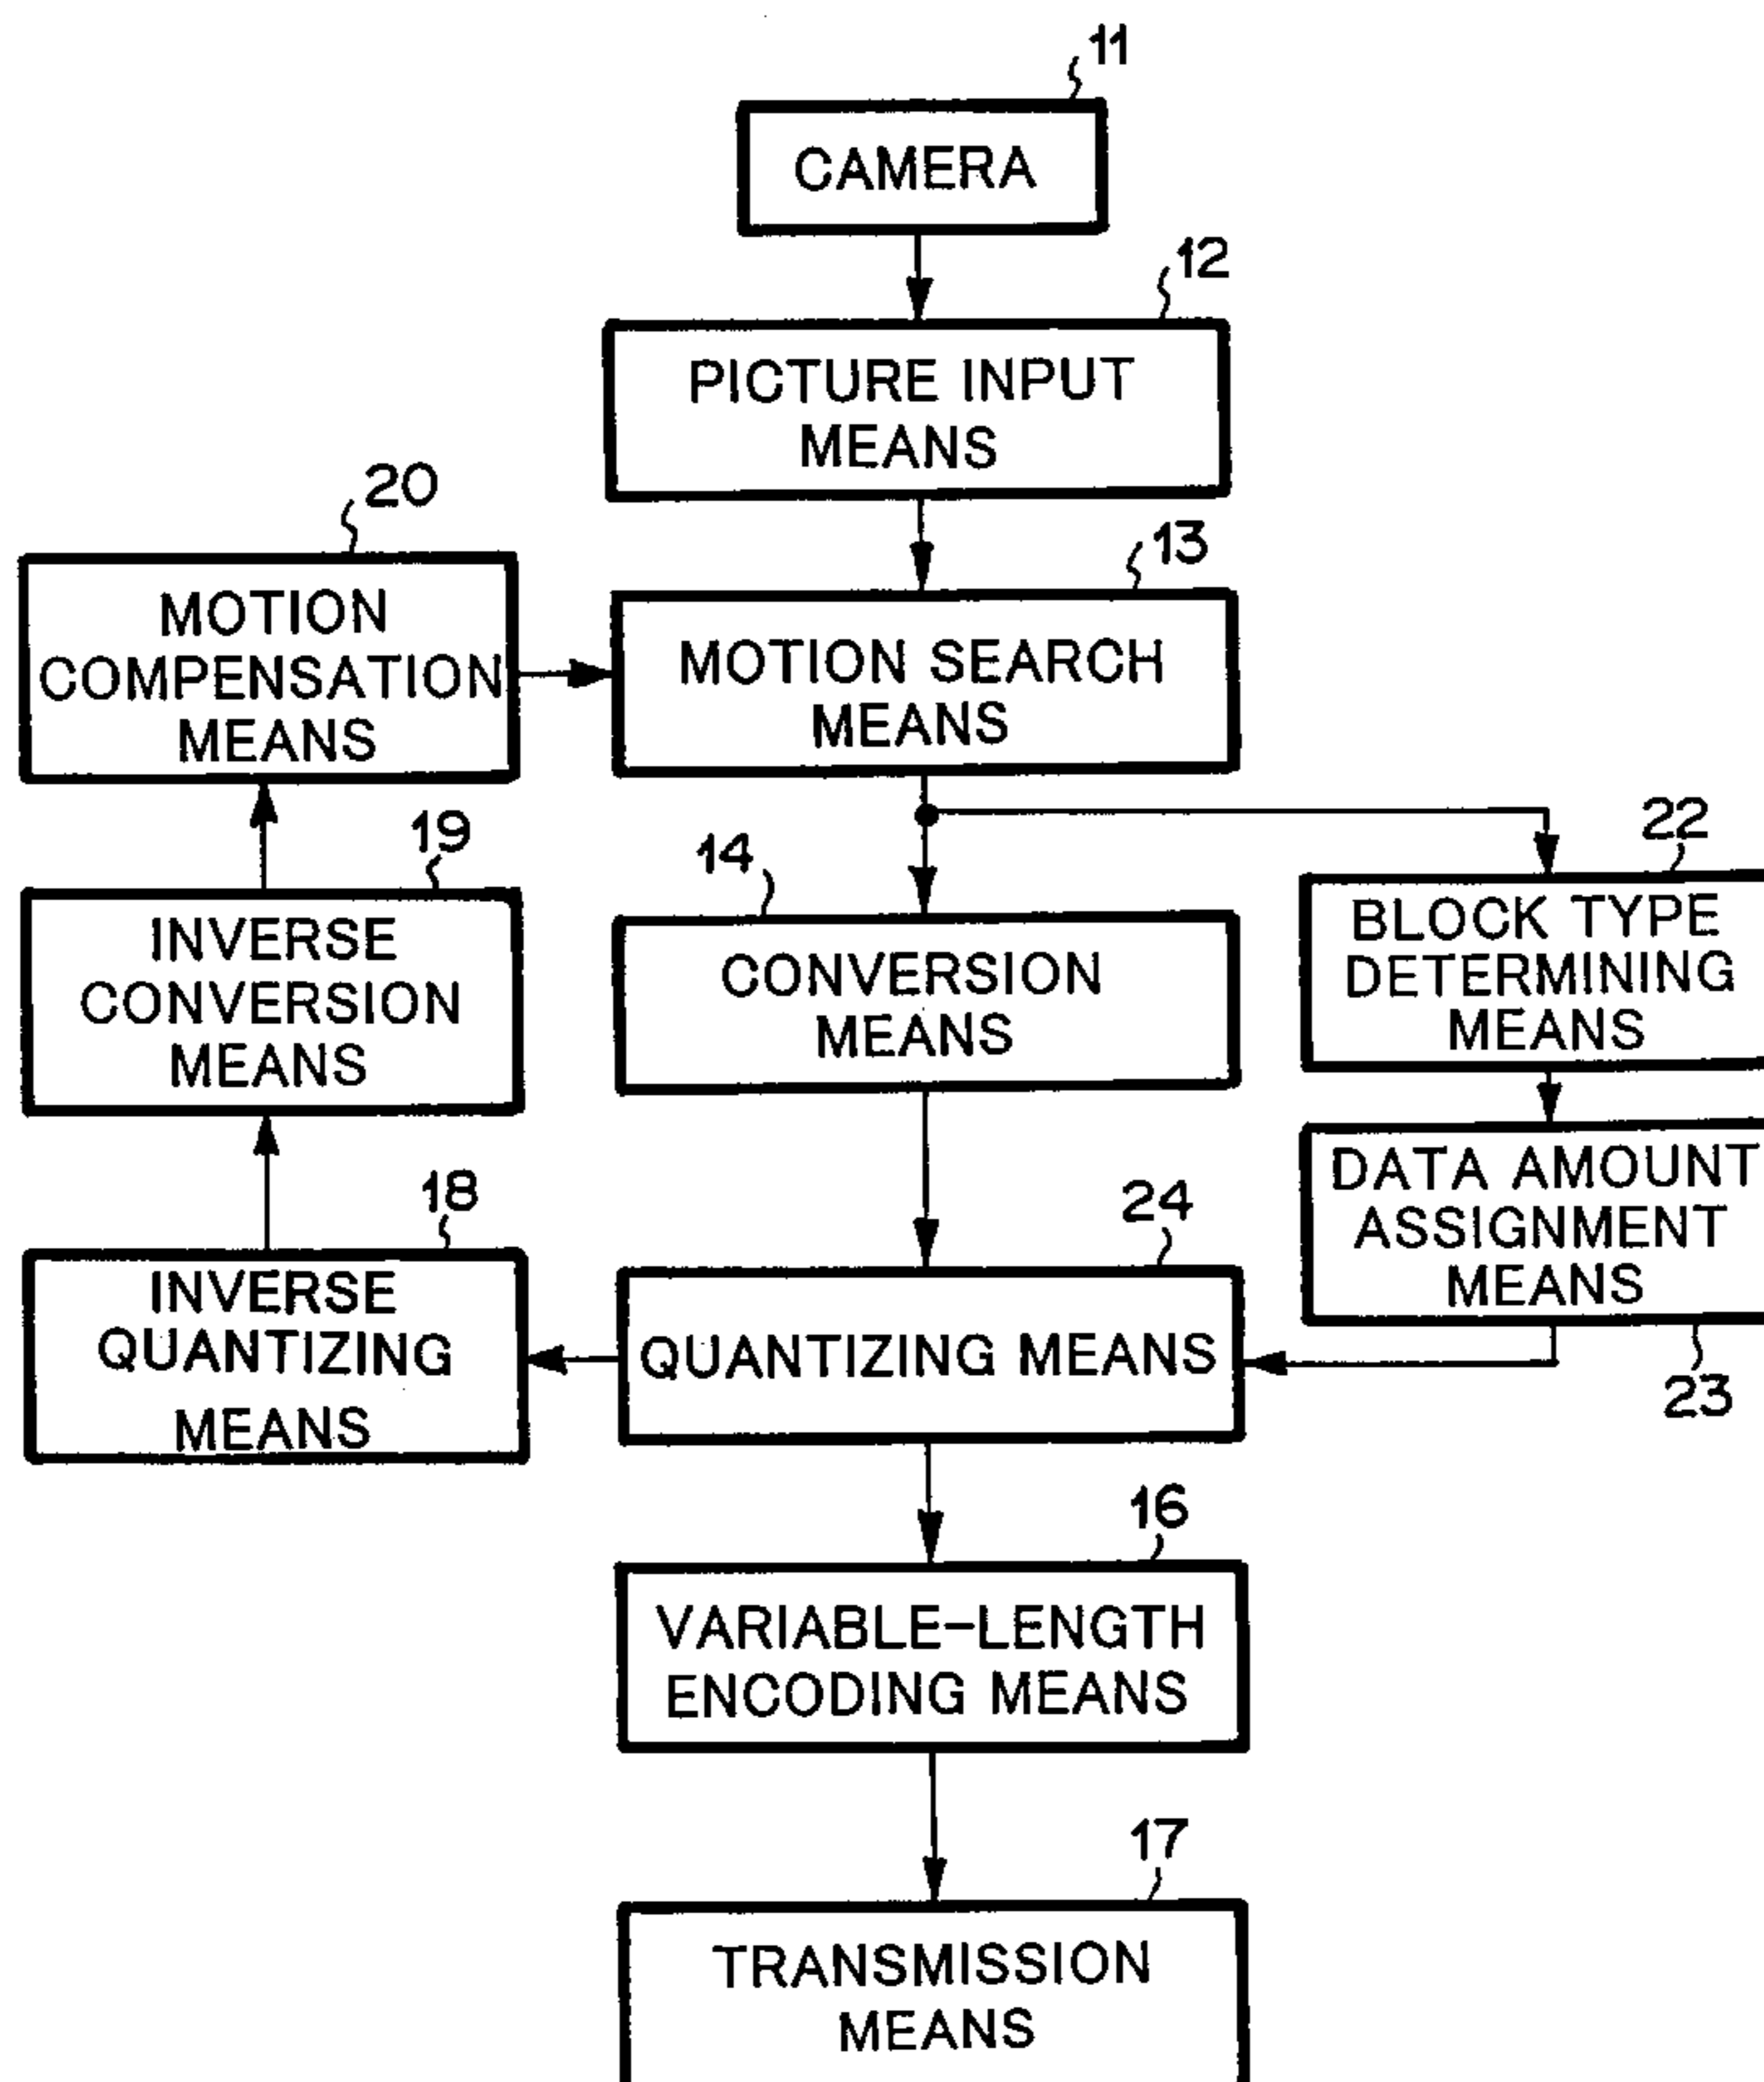 11
CAMERA
12
PICTURE INPUT
MEANS
20
MOTION
COMPENSATION
MEANS
13
MOTION SEARCH
MEANS
19
INVERSE
CONVERSION
MEANS
14
CONVERSION
MEANS
22
BLOCK TYPE
DETERMINING
MEANS
DATA AMOUNT
ASSIGNMENT
MEANS
23
18
INVERSE
QUANTIZING
MEANS
24
QUANTIZING MEANS
16
VARIABLE-LENGTH
ENCODING MEANS
17
TRANSMISSION
MEANS